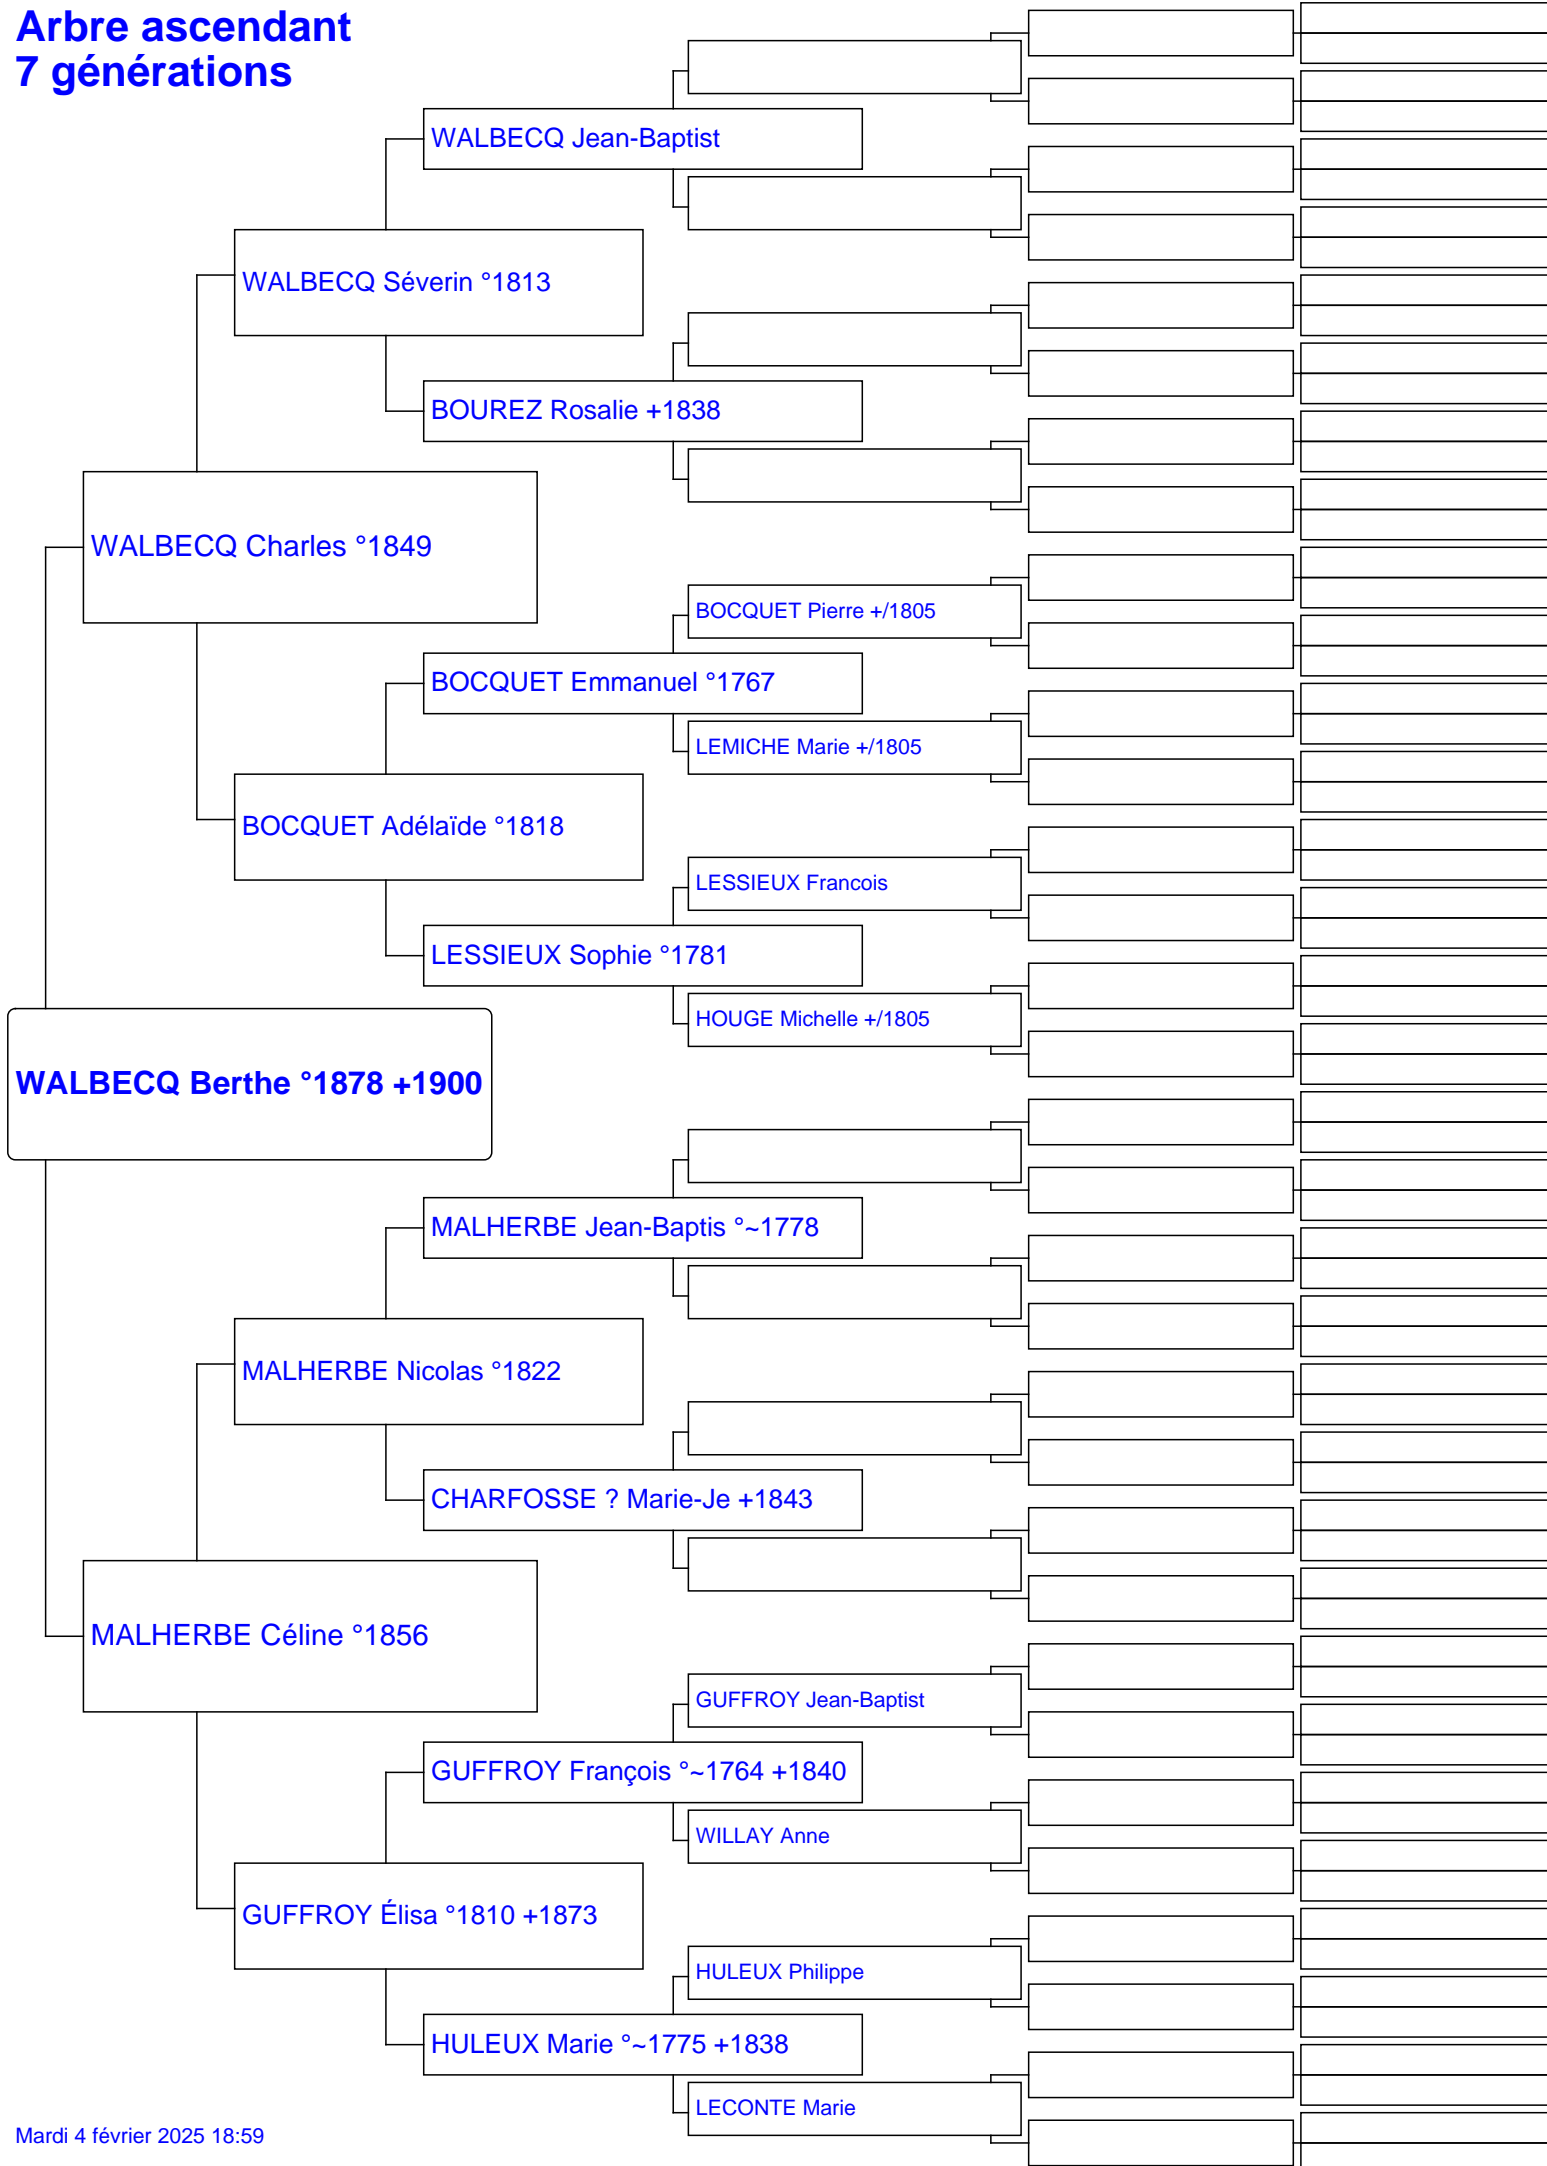 Arbre ascendant
7 générations
WALBECQ Jean-Baptist
WALBECQ Séverin °1813
BOUREZ Rosalie +1838
WALBECQ Charles °1849
BOCQUET Pierre +/1805
BOCQUET Emmanuel °1767
LEMICHE Marie +/1805
BOCQUET Adélaïde °1818
LESSIEUX Francois
LESSIEUX Sophie °1781
HOUGE Michelle +/1805
WALBECQ Berthe °1878 +1900
MALHERBE Jean-Baptis °~1778
MALHERBE Nicolas °1822
CHARFOSSE ? Marie-Je +1843
MALHERBE Céline °1856
GUFFROY Jean-Baptist
GUFFROY François °~1764 +1840
WILLAY Anne
GUFFROY Élisa °1810 +1873
HULEUX Philippe
HULEUX Marie °~1775 +1838
LECONTE Marie
Mardi 4 février 2025 18:59